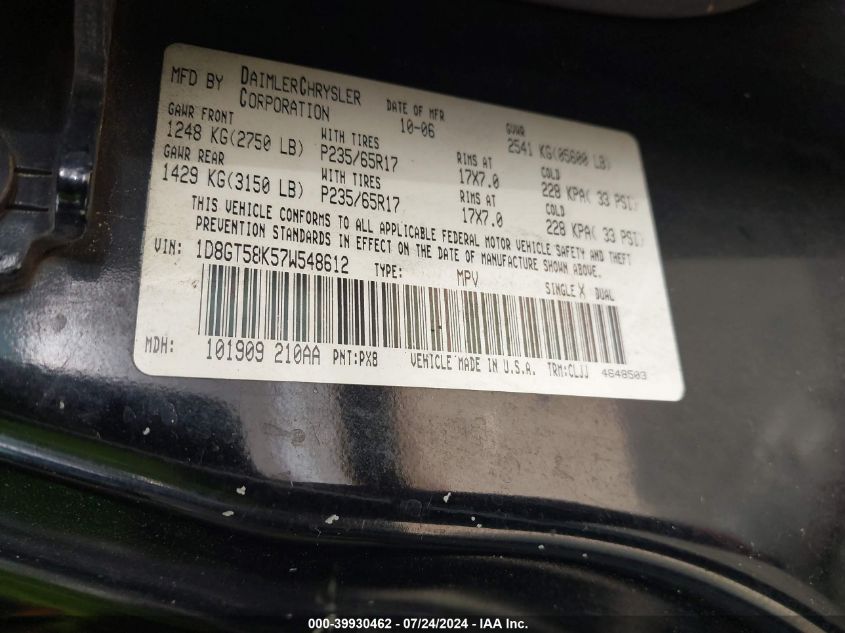 MFD BY DAIMLERCHRYSLER CORPORATION DATE OF MFR 10-06 GVWR 2541 KG(05600 LB)
GAWR FRONT WITH TIRES RIMS AT COLD
1248 KG(2750 LB) P235/65R17 17X7.0 228 KPA( 33 PSI)
GAWR REAR WITH TIRES RIMS AT COLD
1429 KG(3150 LB) P235/65R17 17X7.0 228 KPA( 33 PSI)
THIS VEHICLE CONFORMS TO ALL APPLICABLE FEDERAL MOTOR VEHICLE SAFETY AND THEFT
PREVENTION STANDARDS IN EFFECT ON THE DATE OF MANUFACTURE SHOWN ABOVE.
VIN: 1D8GT58K57W548612 TYPE: MPV SINGLE X DUAL
MDH: 101909 210AA PNT:PXB VEHICLE MADE IN U.S.A. TRM:CLJJ 4648503
000-39930462 - 07/24/2024 - IAA Inc.